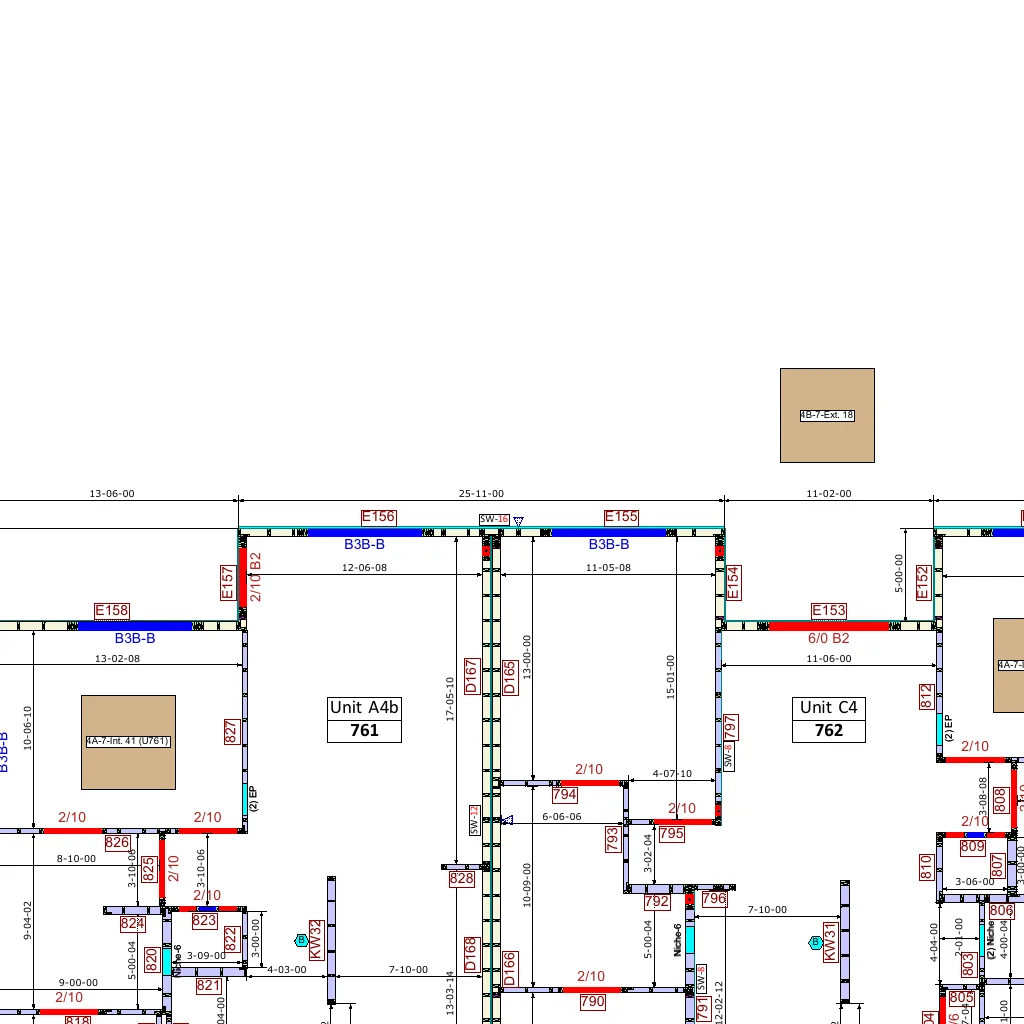 4B-7-Ext. 18
13-06-00
25-11-00
11-02-00
E156
SW-16
E155
B3B-B
B3B-B
E157
2/10 B2
12-06-08
11-05-08
E154
5-00-00
E152
E158
B3B-B
E153
6/0 B2
13-02-08
11-06-00
10-06-10
B3B-B
4A-7-Int. 41 (U761)
827
(2) EP
Unit A4b
761
17-05-10
D167
D165
13-00-00
15-01-00
797
SW-8
Unit C4
762
812
(2) EP
2/10
2/10
794
4-07-10
2/10
795
6-06-06
793
SW-12
3-08-08
808
2/10
809
2/10
2/10
826
8-10-00
3-10-06
825
2/10
3-10-06
2/10
823
824
822
3-00-00
9-04-02
5-00-04
820
Niche-6
3-09-00
821
4-03-00
9-00-00
2/10
818
B
KW32
7-10-00
828
D168
D166
13-03-14
10-09-00
3-02-04
792
796
5-00-04
Niche-6
7-10-00
SW-8
791
12-02-12
2/10
790
B
KW31
810
807
3-06-00
806
4-04-00
2-01-00
(2) Niche
4-00-04
803
805